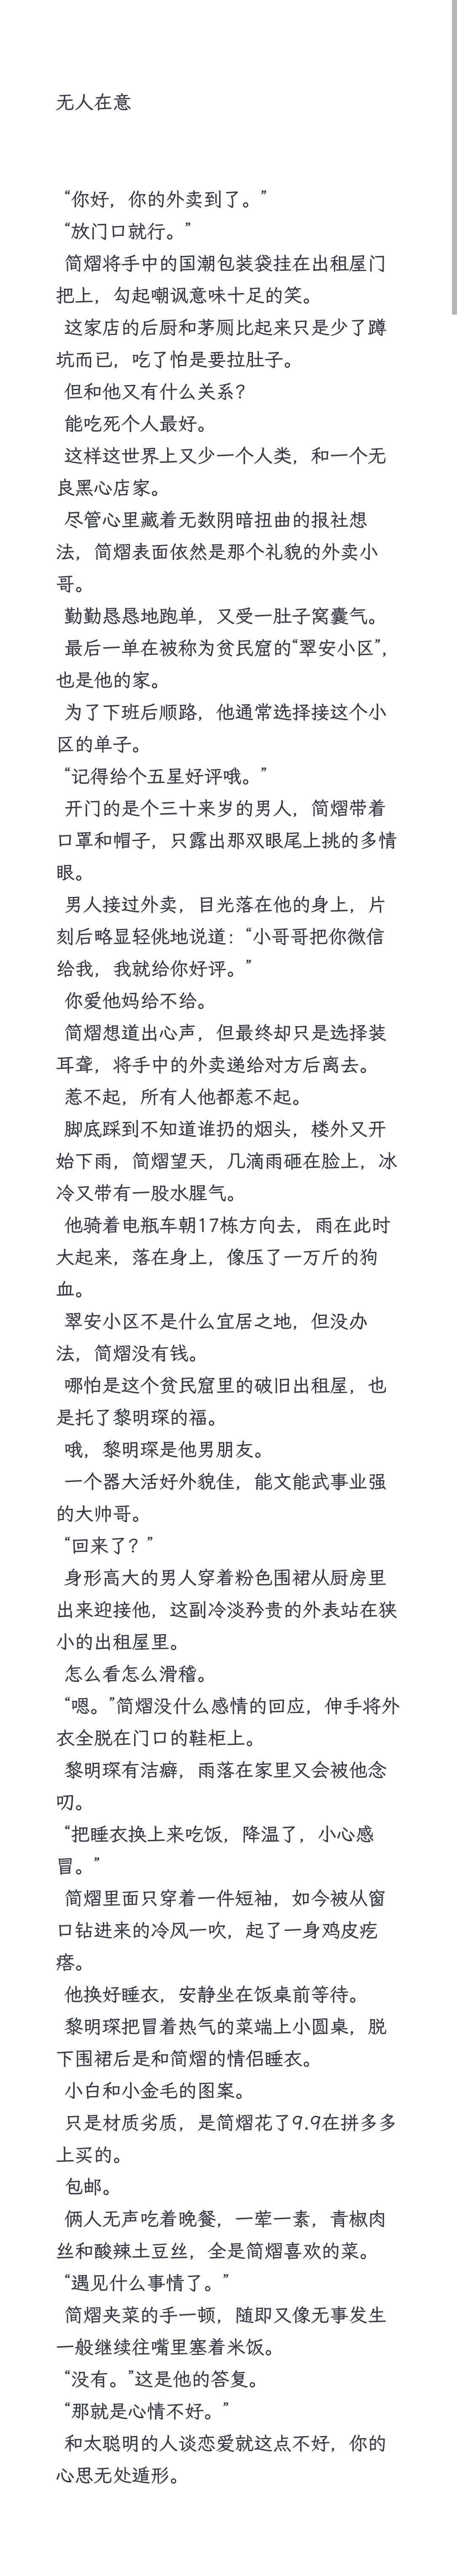 无人在意
“你好，你的外卖到了。”
“放门口就行。”
简熠将手中的国潮包装袋挂在出租屋门
把上，勾起嘲讽意味十足的笑。
这家店的后厨和茅厕比起来只是少了蹲
坑而已，吃了怕是要拉肚子。
但和他又有什么关系？
能吃死个人最好。
这样这世界上又少一个人类，和一个无
良黑心店家。
尽管心里藏着无数阴暗扭曲的报社想
法，简熠表面依然是那个礼貌的外卖小
哥。
勤勤恳恳地跑单，又受一肚子窝囊气。
最后一单在被称为贫民窟的“翠安小区”，
也是他的家。
为了下班后顺路，他通常选择接这个小
区的单子。
“记得给个五星好评哦。”
开门的是个三十来岁的男人，简熠带着
口罩和帽子，只露出那双眼尾上挑的多情
眼。
男人接过外卖，目光落在他的身上，片
刻后略显轻佻地说道：“小哥哥把你微信
给我，我就给你好评。”
你爱他妈给不给。
简熠想道出心声，但最终却只是选择装
耳聋，将手中的外卖递给对方后离去。
惹不起，所有人他都惹不起。
脚底踩到不知道谁扔的烟头，楼外又开
始下雨，简熠望天，几滴雨砸在脸上，冰
冷又带有一股水腥气。
他骑着电瓶车朝17栋方向去，雨在此时
大起来，落在身上，像压了一万斤的狗
血。
翠安小区不是什么宜居之地，但没办
法，简熠没有钱。
哪怕是这个贫民窟里的破旧出租屋，也
是托了黎明琛的福。
哦，黎明琛是他男朋友。
一个器大活好外貌佳，能文能武事业强
的大帅哥。
“回来了？”
身形高大的男人穿着粉色围裙从厨房里
出来迎接他，这副冷淡矜贵的外表站在狭
小的出租屋里。
怎么看怎么滑稽。
“嗯。”简熠没什么感情的回应，伸手将外
衣全脱在门口的鞋柜上。
黎明琛有洁癖，雨落在家里又会被他念
叨。
“把睡衣换上来吃饭，降温了，小心感
冒。”
简熠里面只穿着一件短袖，如今被从窗
口钻进来的冷风一吹，起了一身鸡皮疙
瘩。
他换好睡衣，安静坐在饭桌前等待。
黎明琛把冒着热气的菜端上小圆桌，脱
下围裙后是和简熠的情侣睡衣。
小白和小金毛的图案。
只是材质劣质，是简熠花了9.9在拼多多
上买的。
包邮。
俩人无声吃着晚餐，一荤一素，青椒肉
丝和酸辣土豆丝，全是简熠喜欢的菜。
“遇见什么事情了。”
简熠夹菜的手一顿，随即又像无事发生
一般继续往嘴里塞着米饭。
“没有。”这是他的答复。
“那就是心情不好。”
和太聪明的人谈恋爱就这点不好，你的
心思无处遁形。